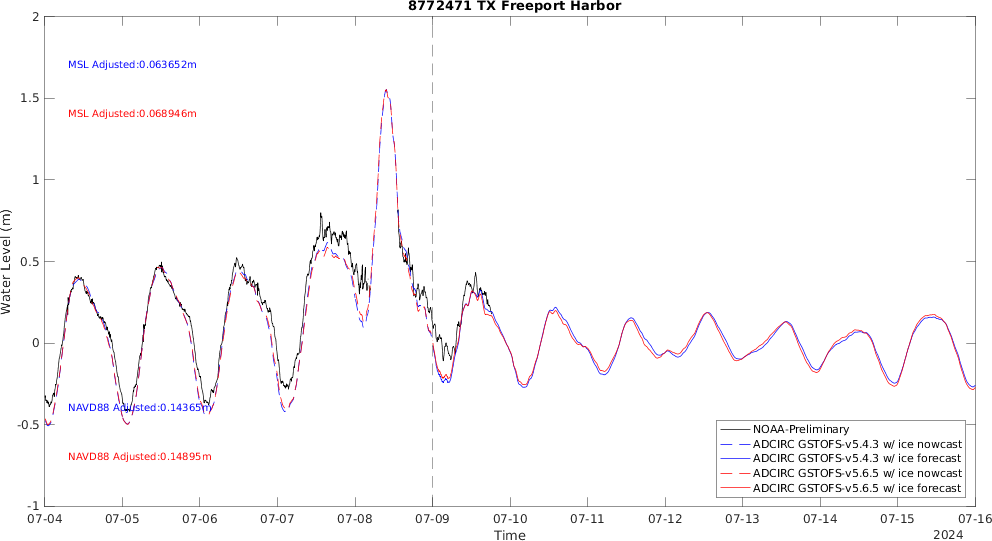 8772471 TX Freeport Harbor
2
1.5
1
0.5
0
-0.5
-1
Water Level (m)
MSL Adjusted:0.063652m
MSL Adjusted:0.068946m
NAVD88 Adjusted:0.14365m
NAVD88 Adjusted:0.14895m
NOAA-Preliminary
ADCIRC GSTOFS-v5.4.3 w/ ice nowcast
ADCIRC GSTOFS-v5.4.3 w/ ice forecast
ADCIRC GSTOFS-v5.6.5 w/ ice nowcast
ADCIRC GSTOFS-v5.6.5 w/ ice forecast
07-04 07-05 07-06 07-07 07-08 07-09 07-10 07-11 07-12 07-13 07-14 07-15 07-16
Time
2024